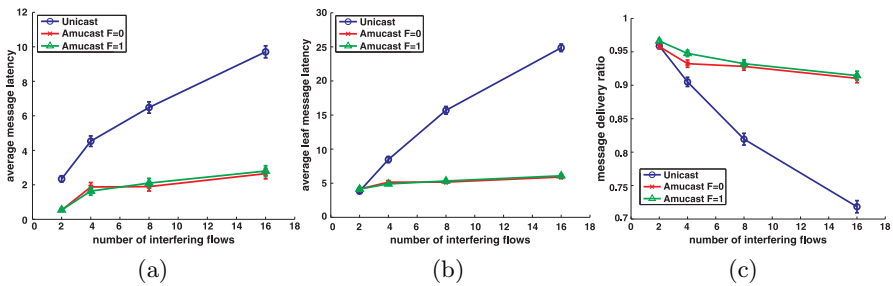 average message latency
12
10
8
6
4
2
0
Unicast
Amucast F=0
Amucast F=1
0 2 4 6 8 10 12 14 16 18
number of interfering flows
(a)
average leaf message latency
30
25
20
15
10
5
0
Unicast
Amucast F=0
Amucast F=1
0 2 4 6 8 10 12 14 16 18
number of interfering flows
(b)
message delivery ratio
1
0.95
0.9
0.85
0.8
0.75
0.7
Unicast
Amucast F=0
Amucast F=1
0 2 4 6 8 10 12 14 16 18
number of interfering flows
(c)